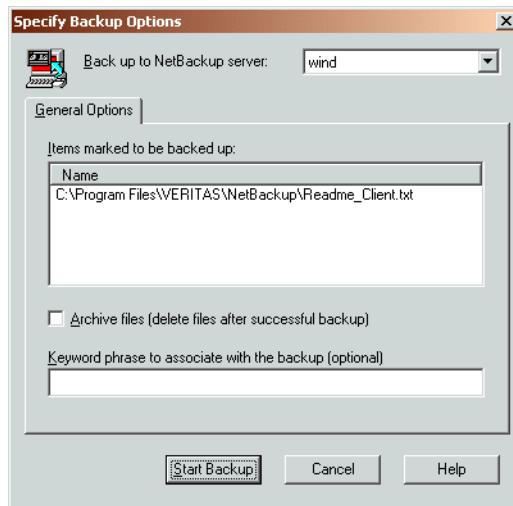 Specify Backup Options
Back up to NetBackup server:
wind
General Options
Items marked to be backed up:
Name
C:\Program Files\VERITAS\NetBackup\Readme_Client.txt
Archive files (delete files after successful backup)
Keyword phrase to associate with the backup (optional)
Start Backup Cancel Help